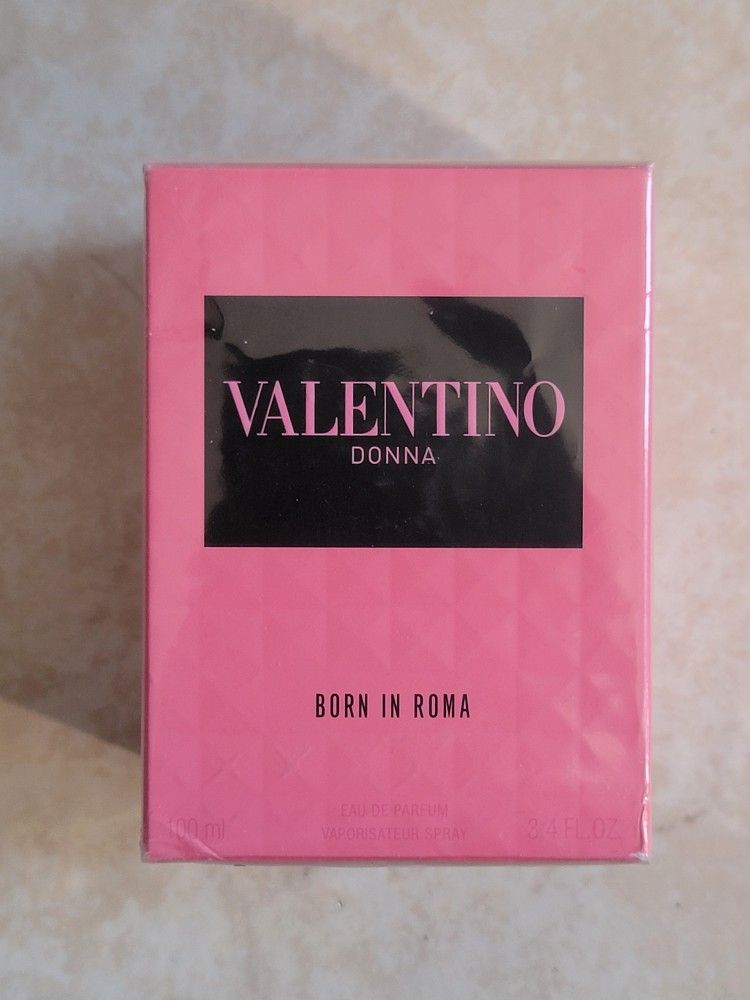 VALENTINO
DONNA
BORN IN ROMA
EAU DE PARFUM
100 ml VAPORISATEUR SPRAY 3.4 FL.OZ